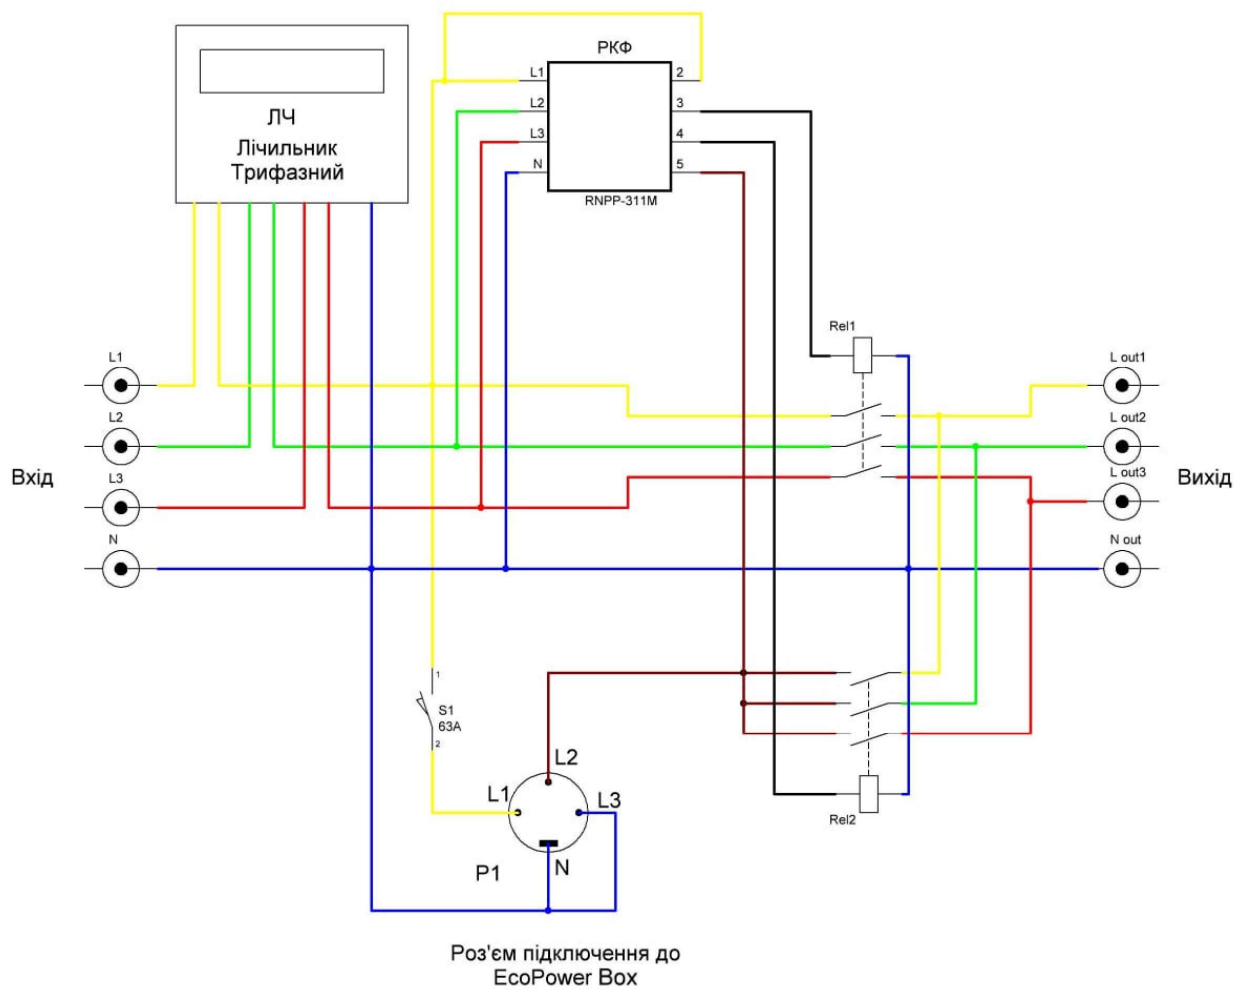 РКФ
L1
2
L2
3
L3
4
N
5
RNPP-311M
ЛЧ
Лічильник
Трифазний
Rel1
L1
L out1
L2
L out2
L3
L out3
Вхід
Вихід
N
N out
1
S1
63A
2
L2
L1
L3
Rel2
P1
N
Роз'єм підключення до
EcoPower Box